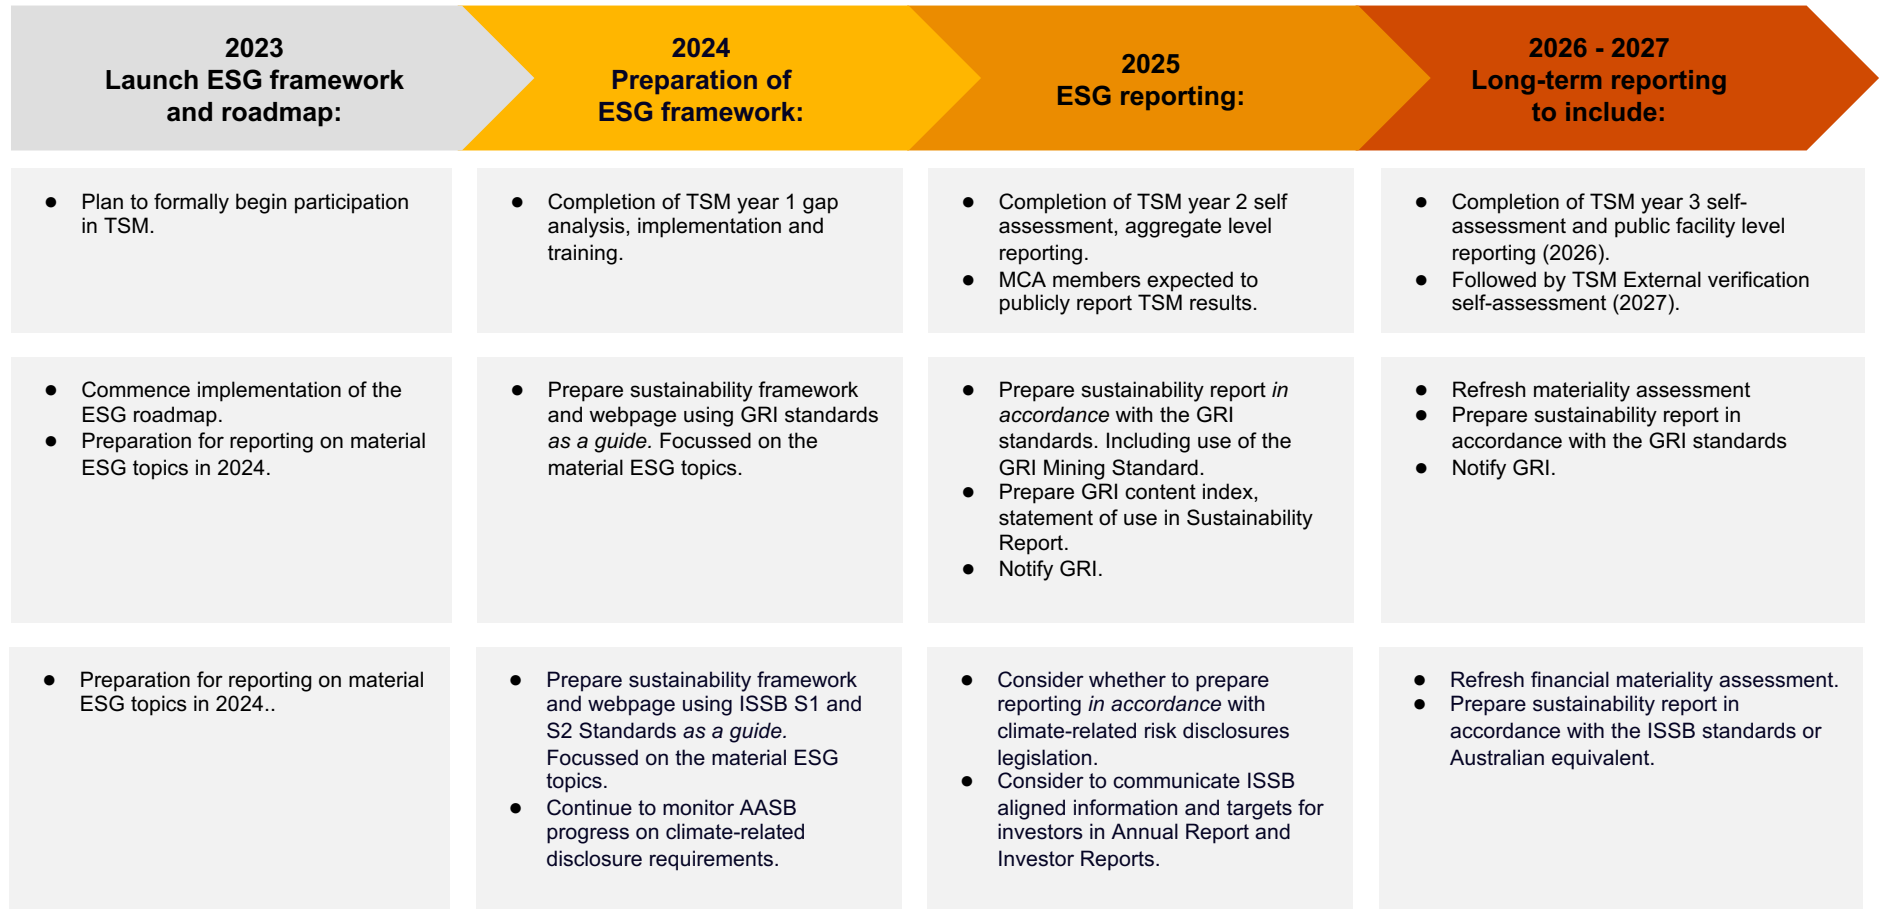 2023
Launch ESG framework
and roadmap:
2024
Preparation of
ESG framework:
2025
ESG reporting:
2026 - 2027
Long-term reporting
to include:
● Plan to formally begin participation
in TSM.
● Completion of TSM year 1 gap
analysis, implementation and
training.
● Completion of TSM year 2 self
assessment, aggregate level
reporting.
● MCA members expected to
publicly report TSM results.
● Completion of TSM year 3 self-
assessment and public facility level
reporting (2026).
● Followed by TSM External verification
self-assessment (2027).
● Commence implementation of the
ESG roadmap.
● Preparation for reporting on material
ESG topics in 2024.
● Prepare sustainability framework
and webpage using GRI standards
as a guide. Focussed on the
material ESG topics.
● Prepare sustainability report in
accordance with the GRI
standards. Including use of the
GRI Mining Standard.
● Prepare GRI content index,
statement of use in Sustainability
Report.
● Notify GRI.
● Refresh materiality assessment
● Prepare sustainability report in
accordance with the GRI standards
● Notify GRI.
● Preparation for reporting on material
ESG topics in 2024..
● Prepare sustainability framework
and webpage using ISSB S1 and
S2 Standards as a guide.
Focussed on the material ESG
topics.
● Continue to monitor AASB
progress on climate-related
disclosure requirements.
● Consider whether to prepare
reporting in accordance with
climate-related risk disclosures
legislation.
● Consider to communicate ISSB
aligned information and targets for
investors in Annual Report and
Investor Reports.
● Refresh financial materiality assessment.
● Prepare sustainability report in
accordance with the ISSB standards or
Australian equivalent.